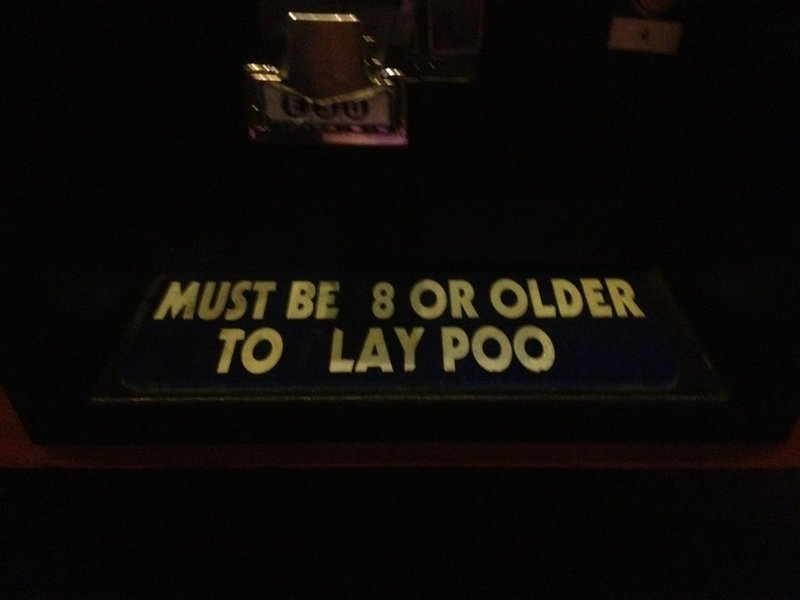 MUST BE 8 OR OLDER
TO LAY POO